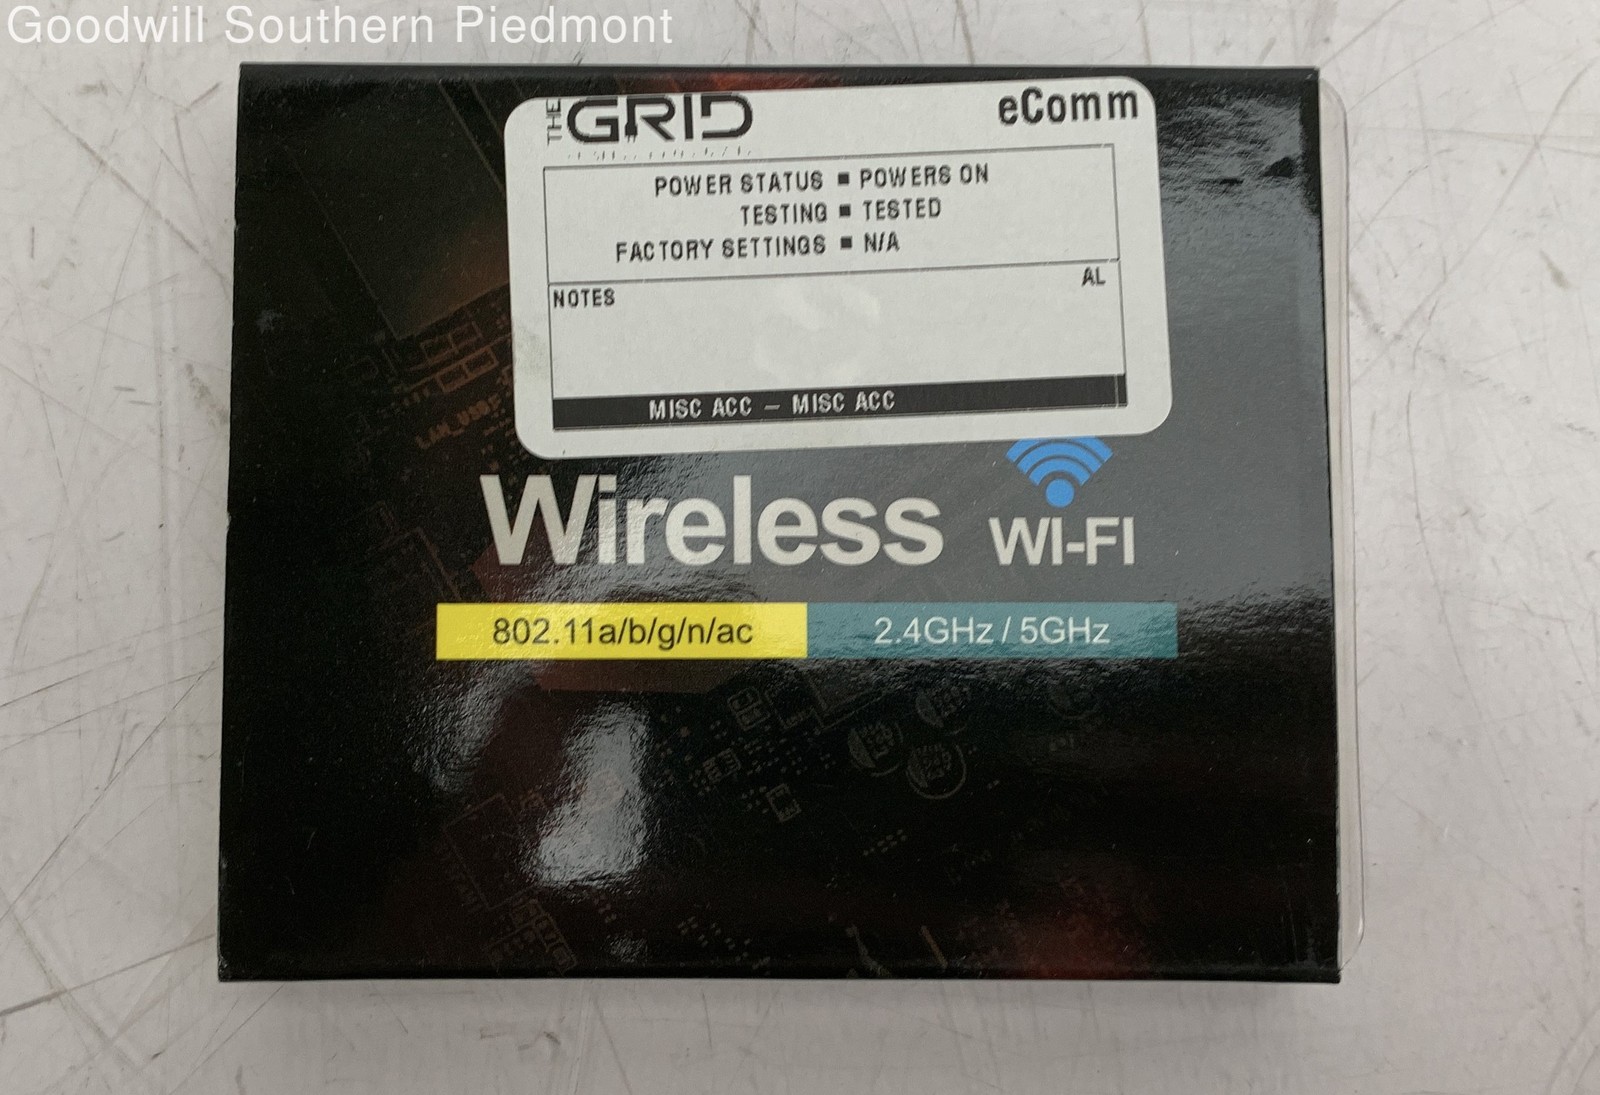 Goodwill Southern Piedmont
THE GRID
eComm
POWER STATUS ■ POWERS ON
TESTING ■ TESTED
FACTORY SETTINGS ■ N/A
AL
NOTES
MISC ACC – MISC ACC
LAN_USB1
Wireless
WI-FI
802.11a/b/g/n/ac
2.4GHz / 5GHz